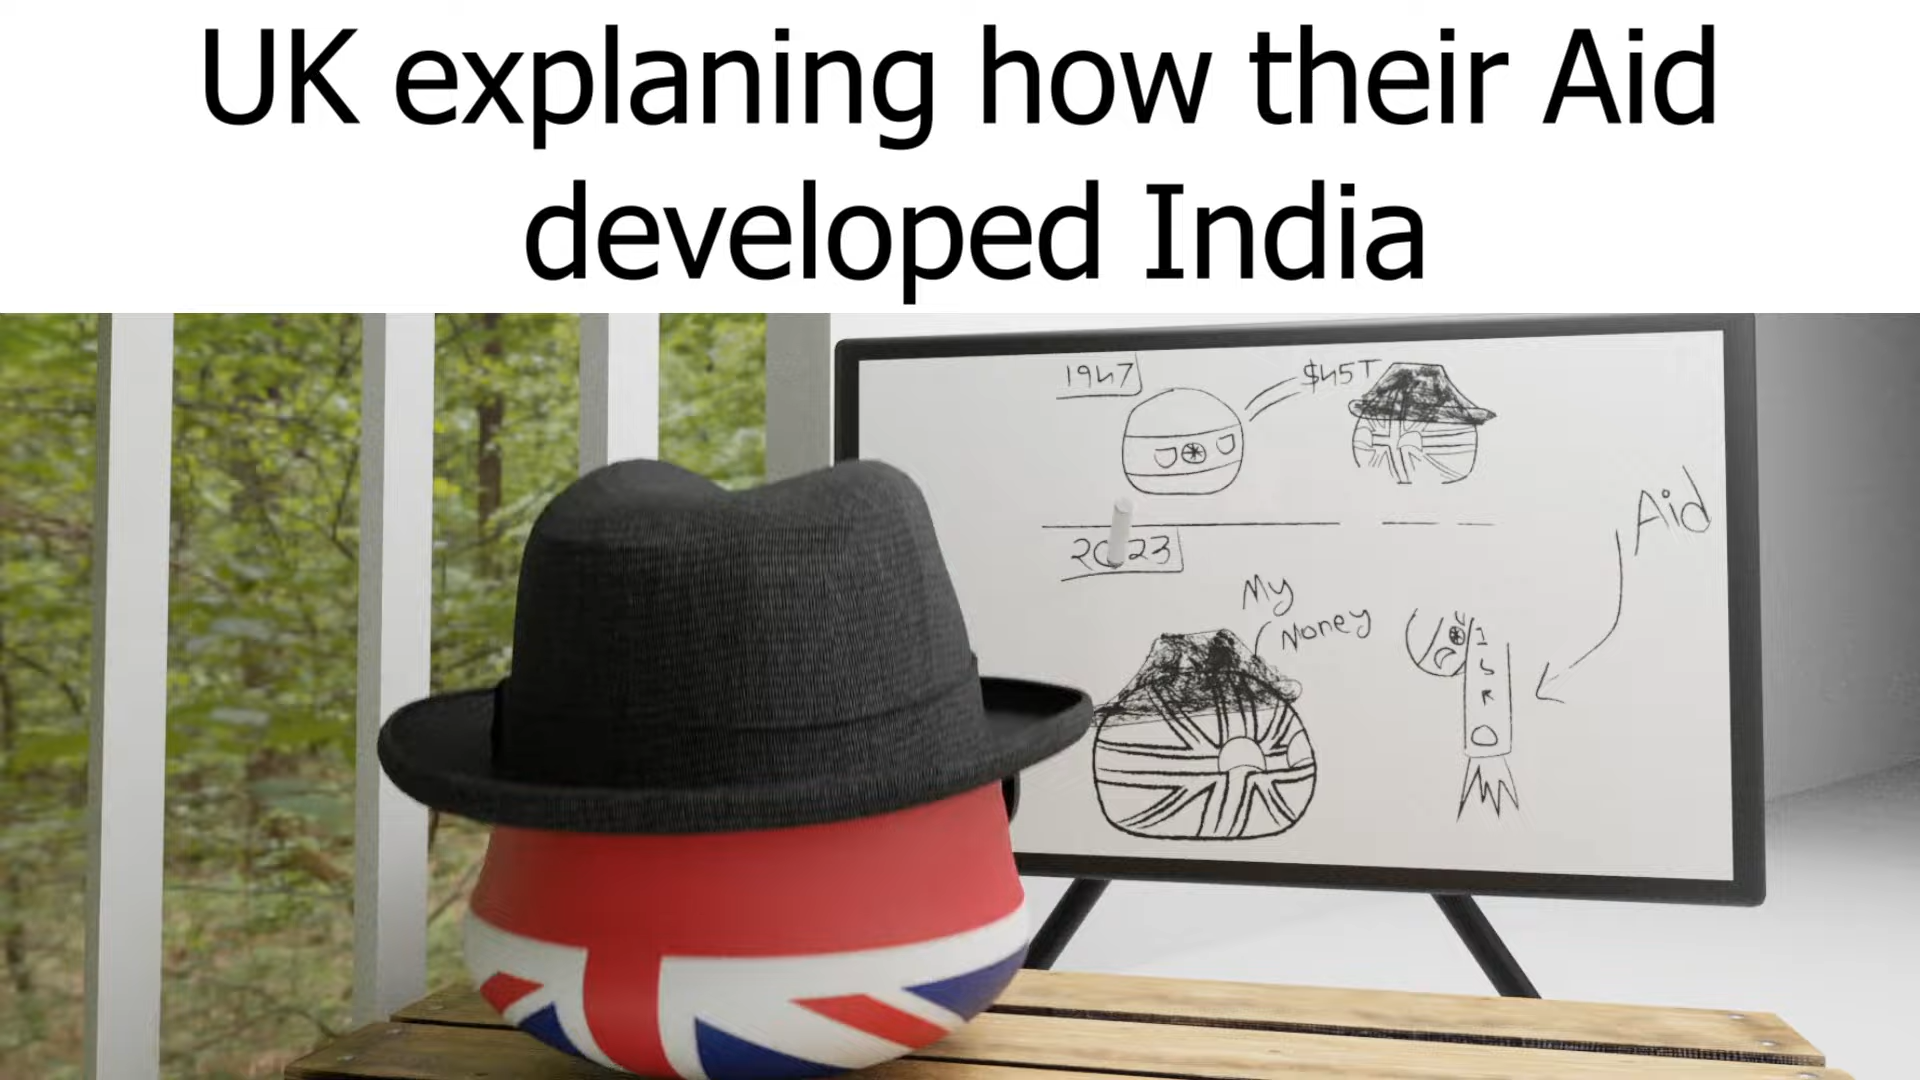 UK explaning how their Aid
developed India
1947
$45T
2023
My
Money
Aid
I
S
R
O